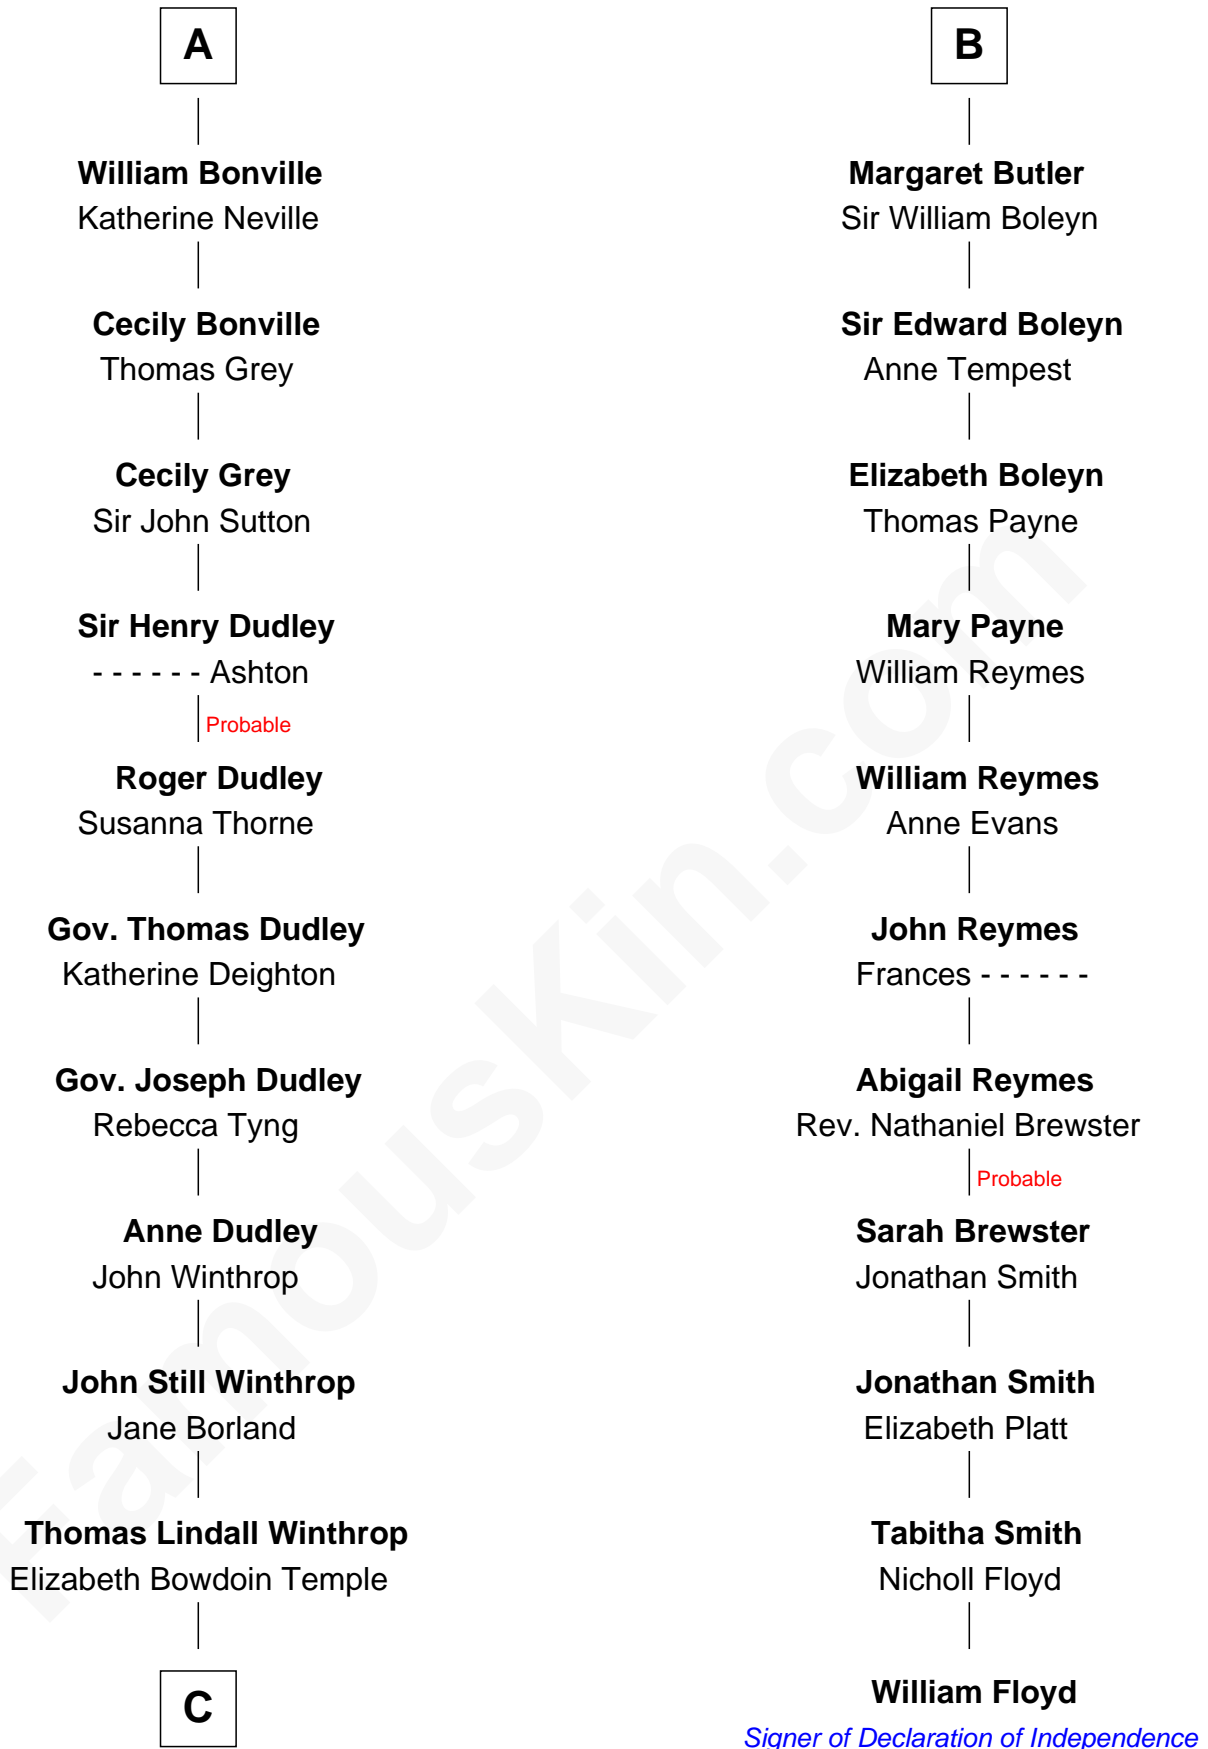 A
William Bonville
Katherine Neville
Cecily Bonville
Thomas Grey
Cecily Grey
Sir John Sutton
Sir Henry Dudley
- - - - - - Ashton
Probable
Roger Dudley
Susanna Thorne
Gov. Thomas Dudley
Katherine Deighton
Gov. Joseph Dudley
Rebecca Tyng
Anne Dudley
John Winthrop
John Still Winthrop
Jane Borland
Thomas Lindall Winthrop
Elizabeth Bowdoin Temple
C
B
Margaret Butler
Sir William Boleyn
Sir Edward Boleyn
Anne Tempest
Elizabeth Boleyn
Thomas Payne
Mary Payne
William Reymes
William Reymes
Anne Evans
John Reymes
Frances - - - - - -
Abigail Reymes
Rev. Nathaniel Brewster
Probable
Sarah Brewster
Jonathan Smith
Jonathan Smith
Elizabeth Platt
Tabitha Smith
Nicholl Floyd
William Floyd
Signer of Declaration of Independence
FamousKin.com